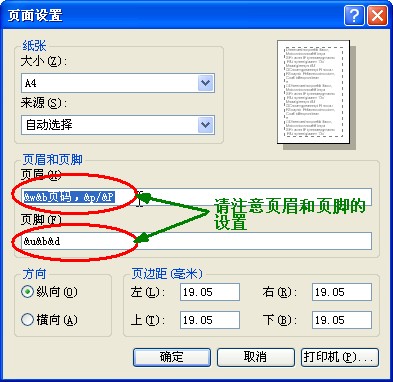 页面设置
纸张
大小(Z):
A4
来源(S):
自动选择
页眉和页脚
页眉(H)
&w&b页码，&p/&P
请注意页眉和页脚的
设置
页脚(F)
&u&b&d
方向
纵向(O)
横向(A)
页边距(毫米)
左(L): 19.05 右(R): 19.05
上(T): 19.05 下(B): 19.05
确定 取消 打印机(P)...